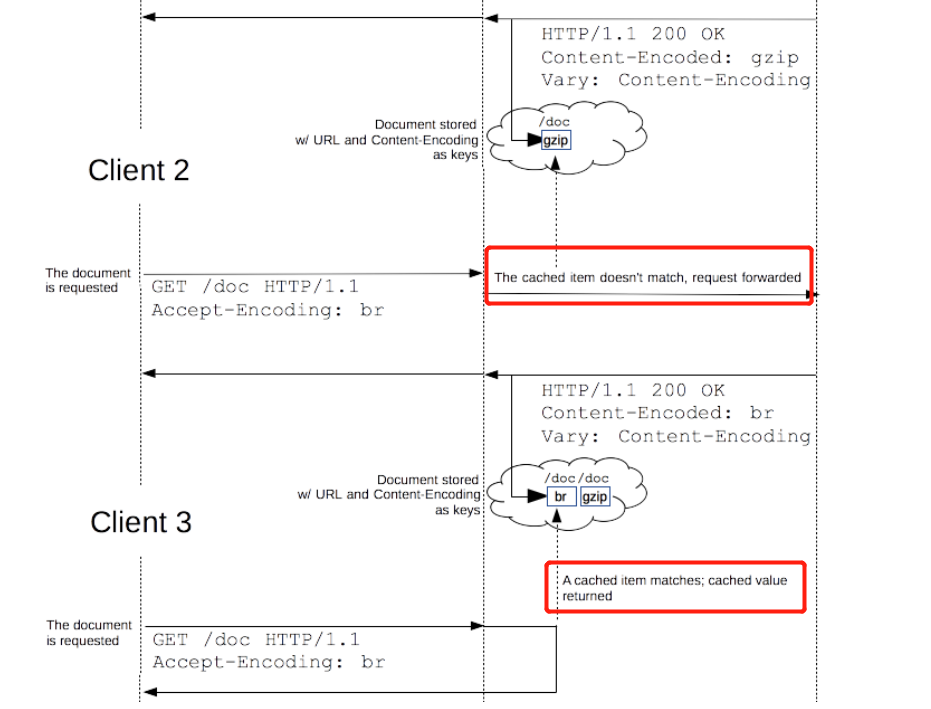 HTTP/1.1 200 OK
Content-Encoded: gzip
Vary: Content-Encoding
Document stored
w/ URL and Content-Encoding
as keys
/doc
gzip
Client 2
The document
is requested
GET /doc HTTP/1.1
Accept-Encoding: br
The cached item doesn't match, request forwarded
HTTP/1.1 200 OK
Content-Encoded: br
Vary: Content-Encoding
Document stored
w/ URL and Content-Encoding
as keys
/doc/doc
br gzip
Client 3
A cached item matches; cached value
returned
The document
is requested
GET /doc HTTP/1.1
Accept-Encoding: br